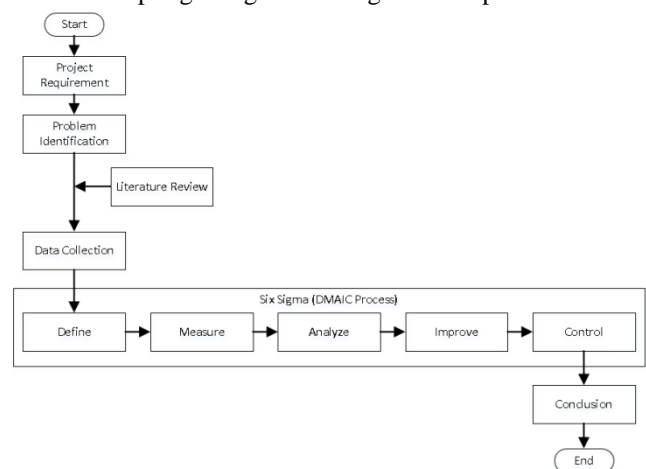 Start
Project
Requirement
Problem
Identification
Literature Review
Data Collection
Six Sigma (DMAIC Process)
Define
Measure
Analyze
Improve
Control
Conclusion
End